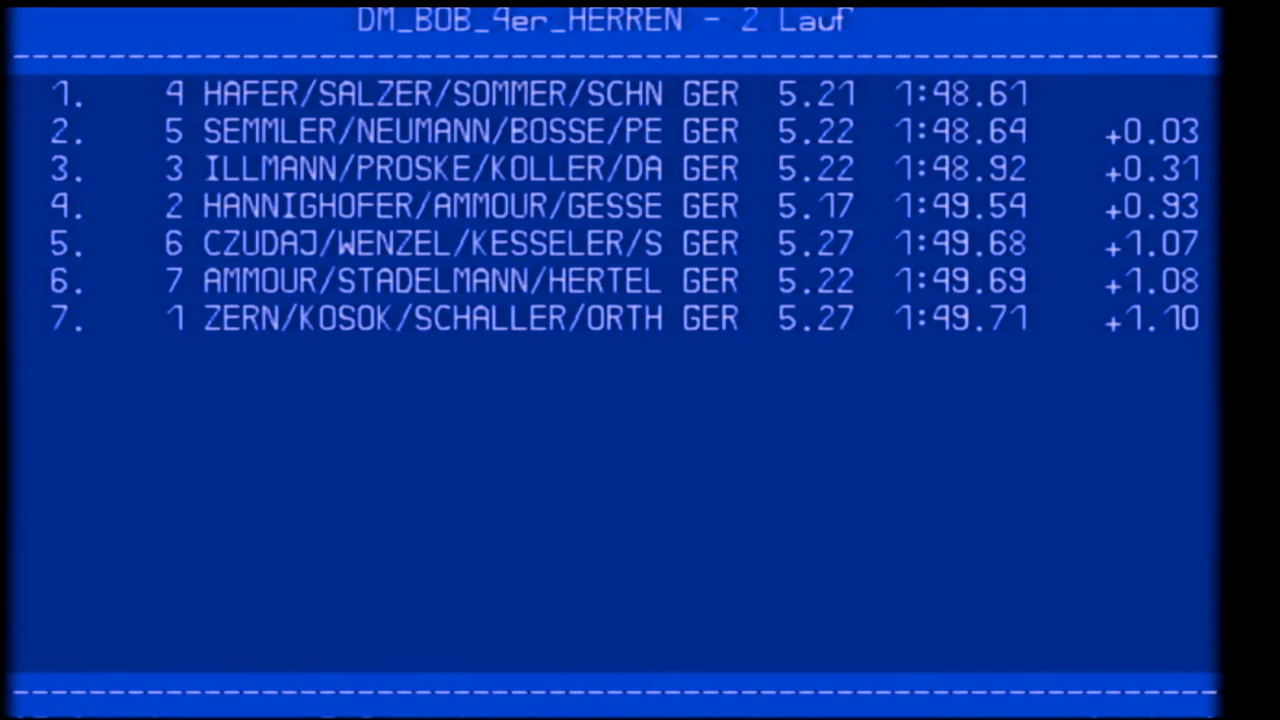 DM_BOB_4er_HERREN - 2 Lauf
1. 4 HAFER/SALZER/SOMMER/SCHN GER 5.21 1:48.61
2. 5 SEMMLER/NEUMANN/BOSSE/PE GER 5.22 1:48.64 +0.03
3. 3 ILLMANN/PROSKE/KOLLER/DA GER 5.22 1:48.92 +0.31
4. 2 HANNIGHOFER/AMMOUR/GESSE GER 5.17 1:49.54 +0.93
5. 6 CZUDAJ/WENZEL/KESSELER/S GER 5.27 1:49.68 +1.07
6. 7 AMMOUR/STADELMANN/HERTEL GER 5.22 1:49.69 +1.08
7. 1 ZERN/KOSOK/SCHALLER/ORTH GER 5.27 1:49.71 +1.10